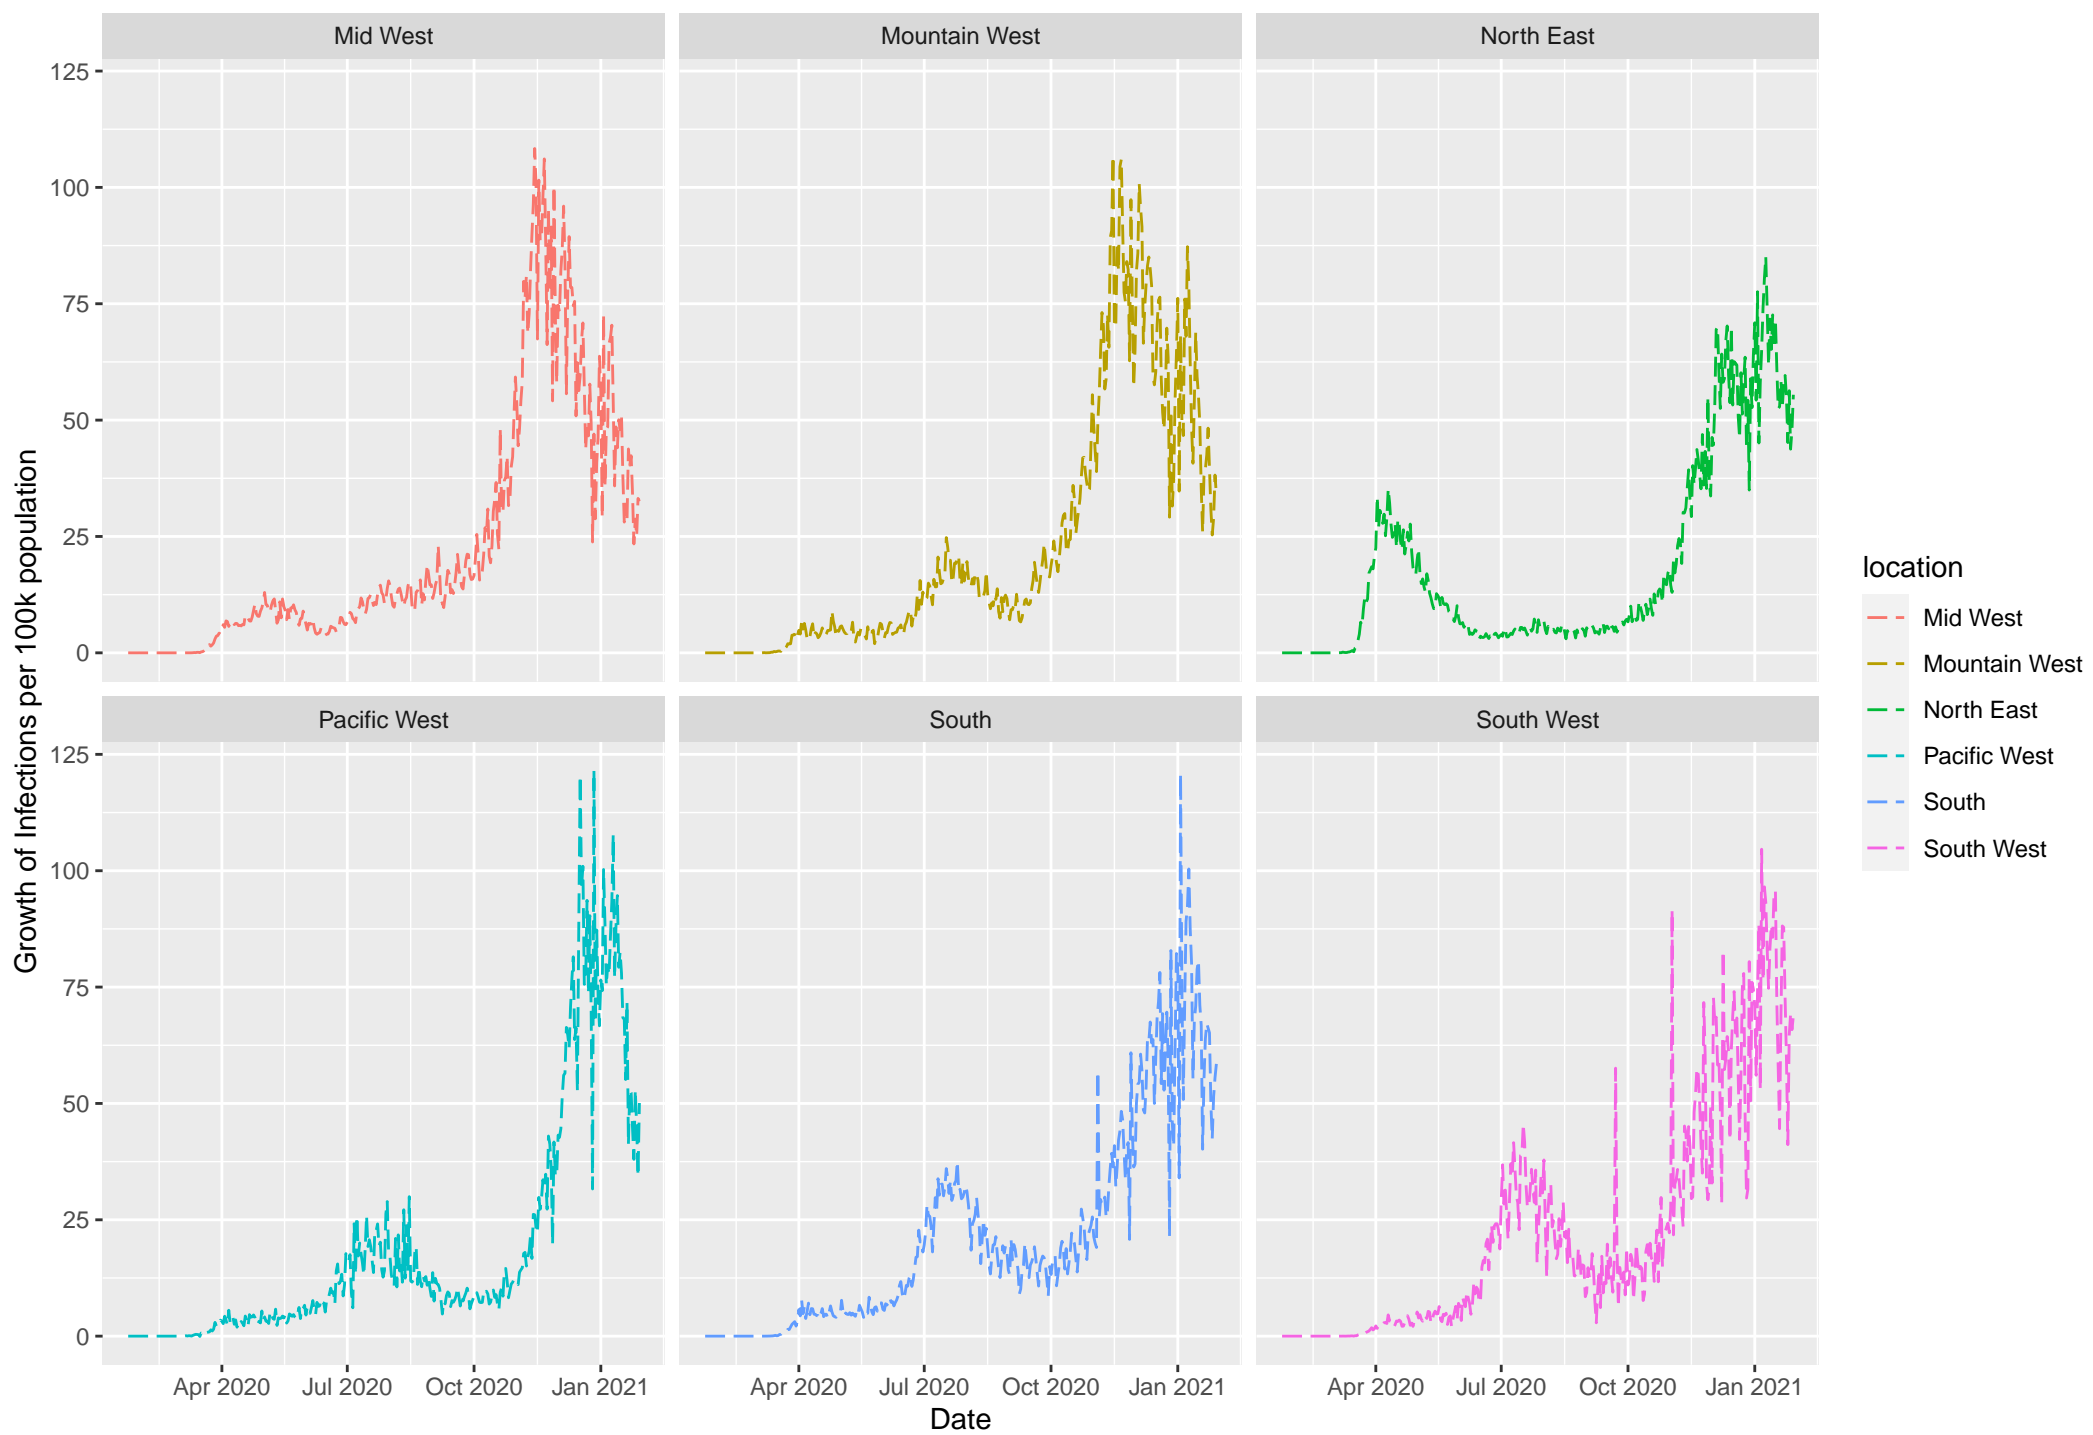 Mid West
Mountain West
North East
125
100
75
50
25
0
Pacific West
South
South West
125
100
75
50
25
0
Apr 2020
Jul 2020
Oct 2020
Jan 2021
Apr 2020
Jul 2020
Oct 2020
Jan 2021
Apr 2020
Jul 2020
Oct 2020
Jan 2021
Date
Growth of Infections per 100k population
location
Mid West
Mountain West
North East
Pacific West
South
South West